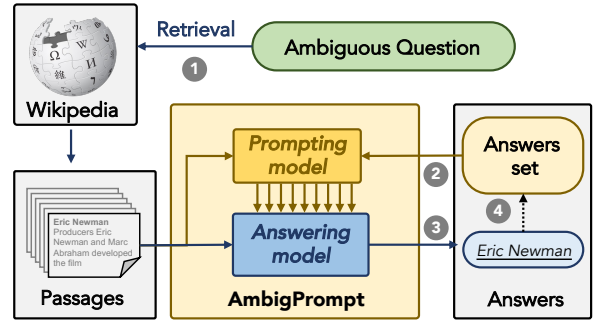 Retrieval
1
Ambiguous Question
Wikipedia
Eric Newman
Producers Eric
Newman and Marc
Abraham developed
the film
Passages
Prompting
model
Answering
model
AmbigPrompt
2
3
Answers
set
4
Eric Newman
Answers